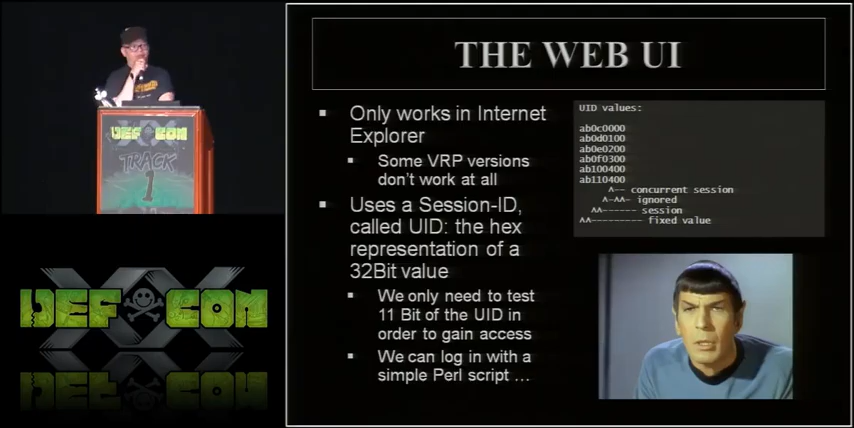 THE WEB UI
Only works in Internet
Explorer
Some VRP versions
don't work at all
Uses a Session-ID,
called UID: the hex
representation of a
32Bit value
We only need to test
11 Bit of the UID in
order to gain access
We can log in with a
simple Perl script …
UID values:
ab0c0000
ab0d0100
ab0e0200
ab0f0300
ab100400
ab110400
^-- concurrent session
^-^^- ignored
^^------ session
^^--------- fixed value
DEF CON
TRACK
1
XX
DEF CON